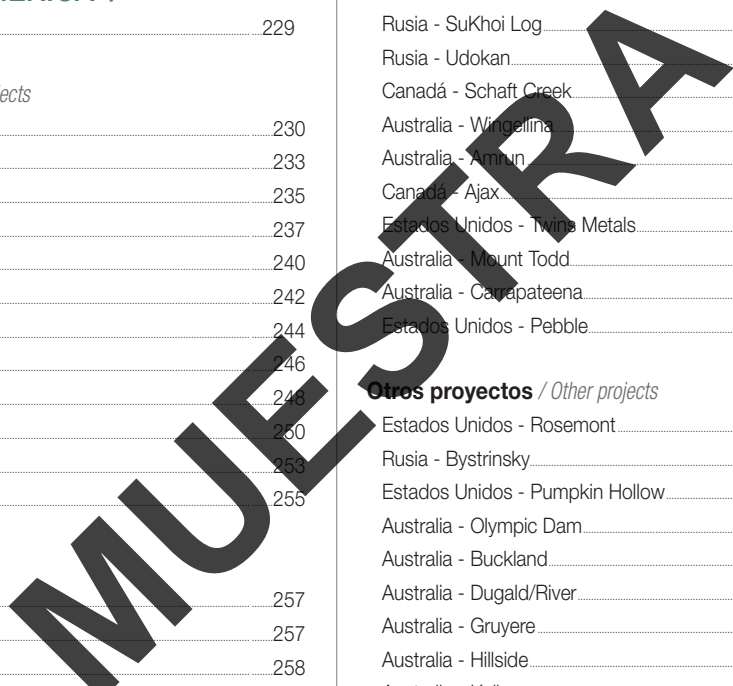 229
ects
230
233
235
237
240
242
244
246
248
250
253
255
257
257
258
Rusia - SuKhoi Log
Rusia - Udokan
Canadá - Schaft Creek
Australia - Wingellina
Australia - Amrun
Canadá - Ajax
Estados Unidos - Twins Metals
Australia - Mount Todd
Australia - Carrapateena
Estados Unidos - Pebble
Otros proyectos / Other projects
Estados Unidos - Rosemont
Rusia - Bystrinsky
Estados Unidos - Pumpkin Hollow
Australia - Olympic Dam
Australia - Buckland
Australia - Dugald/River
Australia - Gruyere
Australia - Hillside
MUESTRA